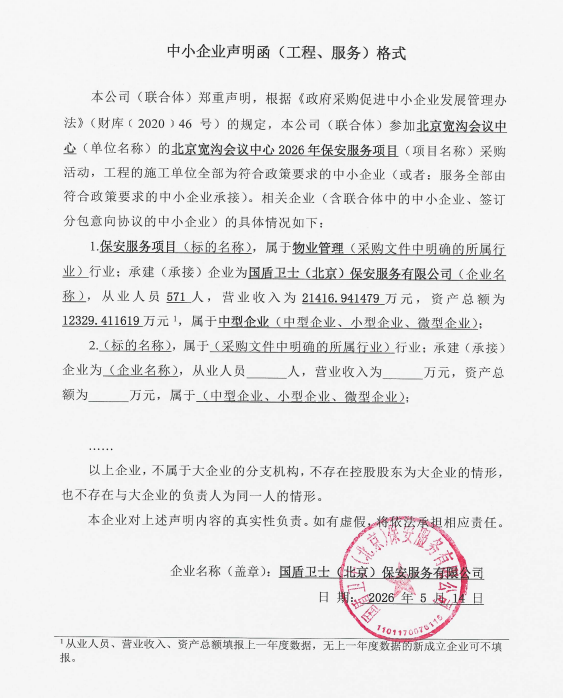 中小企业声明函（工程、服务）格式
本公司（联合体）郑重声明，根据《政府采购促进中小企业发展管理办
法》（财库﹝2020﹞46 号）的规定，本公司（联合体）参加北京宽沟会议中
心（单位名称）的北京宽沟会议中心 2026 年保安服务项目（项目名称）采购
活动，工程的施工单位全部为符合政策要求的中小企业（或者：服务全部由
符合政策要求的中小企业承接）。相关企业（含联合体中的中小企业、签订
分包意向协议的中小企业）的具体情况如下：
1.保安服务项目（标的名称），属于物业管理（采购文件中明确的所属行
业）行业；承建（承接）企业为国盾卫士（北京）保安服务有限公司（企业名
称），从业人员 571 人，营业收入为 21416.941479 万元，资产总额为
12329.411619 万元 1，属于中型企业（中型企业、小型企业、微型企业）；
2.（标的名称），属于（采购文件中明确的所属行业）行业；承建（承接）
企业为（企业名称），从业人员______人，营业收入为______万元，资产总
额为______万元，属于（中型企业、小型企业、微型企业）；
……
以上企业，不属于大企业的分支机构，不存在控股股东为大企业的情形，
也不存在与大企业的负责人为同一人的情形。
本企业对上述声明内容的真实性负责。如有虚假，将依法承担相应责任。
企业名称（盖章）：国盾卫士（北京）保安服务有限公司
日 期：2026 年 5 月 14 日
国盾卫士(北京)保安服务有限公司
1 从业人员、营业收入、资产总额填报上一年度数据，无上一年度数据的新成立企业可不填
报。